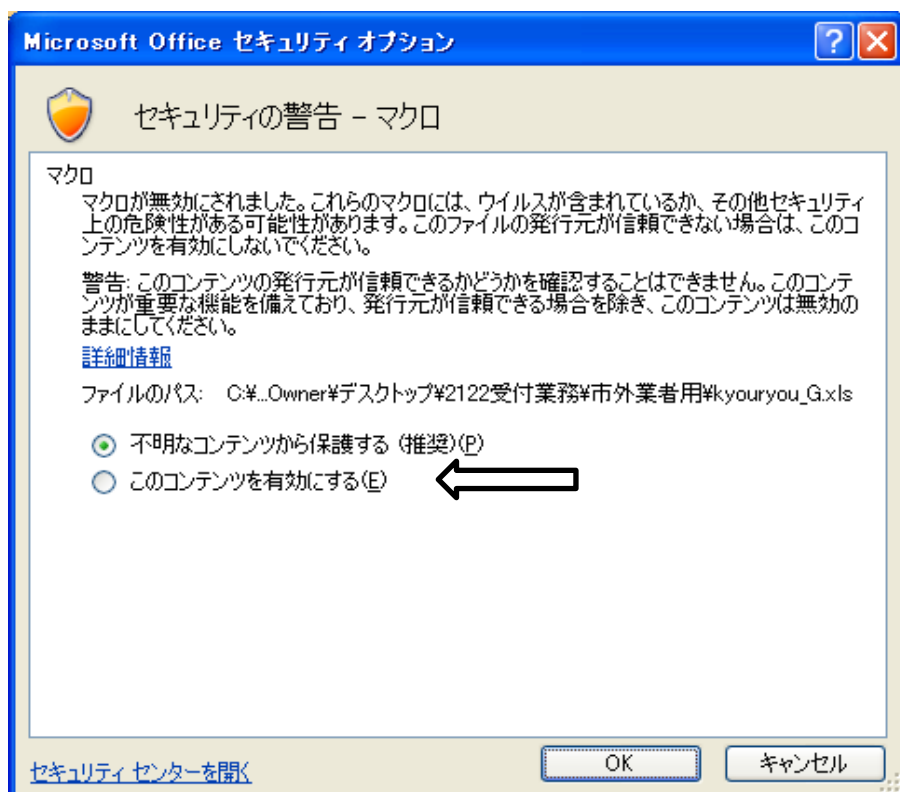 Microsoft Office セキュリティ オプション
セキュリティの警告 - マクロ
マクロ
マクロが無効にされました。これらのマクロには、ウイルスが含まれているか、その他セキュリティ
上の危険性がある可能性があります。このファイルの発行元が信頼できない場合は、このコ
ンテンツを有効にしないでください。
警告: このコンテンツの発行元が信頼できるかどうかを確認することはできません。このコンテ
ンツが重要な機能を備えており、発行元が信頼できる場合を除き、このコンテンツは無効の
ままにしてください。
詳細情報
ファイルのパス: C:¥...Owner¥デスクトップ¥2122受付業務¥市外業者用¥kyouryou_G.xls
不明なコンテンツから保護する (推奨)(P)
このコンテンツを有効にする(E)
セキュリティ センターを開く
OK
キャンセル